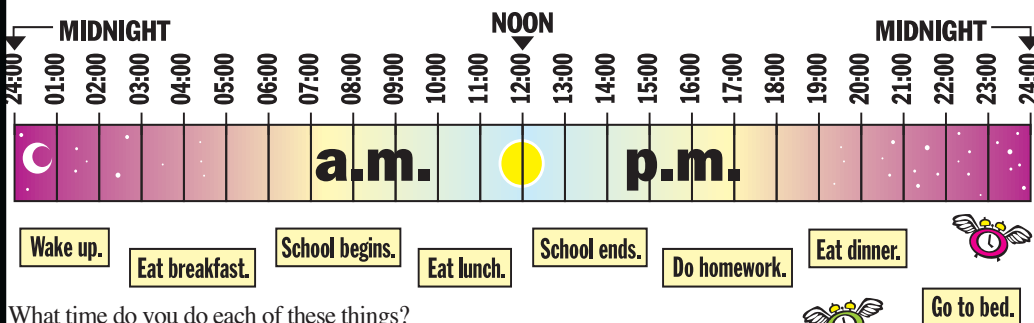 MIDNIGHT NOON MIDNIGHT
24:00 01:00 02:00 03:00 04:00 05:00 06:00 07:00 08:00 09:00 10:00 11:00 12:00 13:00 14:00 15:00 16:00 17:00 18:00 19:00 20:00 21:00 22:00 23:00 24:00
a.m. p.m.
Wake up. Eat breakfast. School begins. Eat lunch. School ends. Do homework. Eat dinner. Go to bed.
What time do you do each of these things?